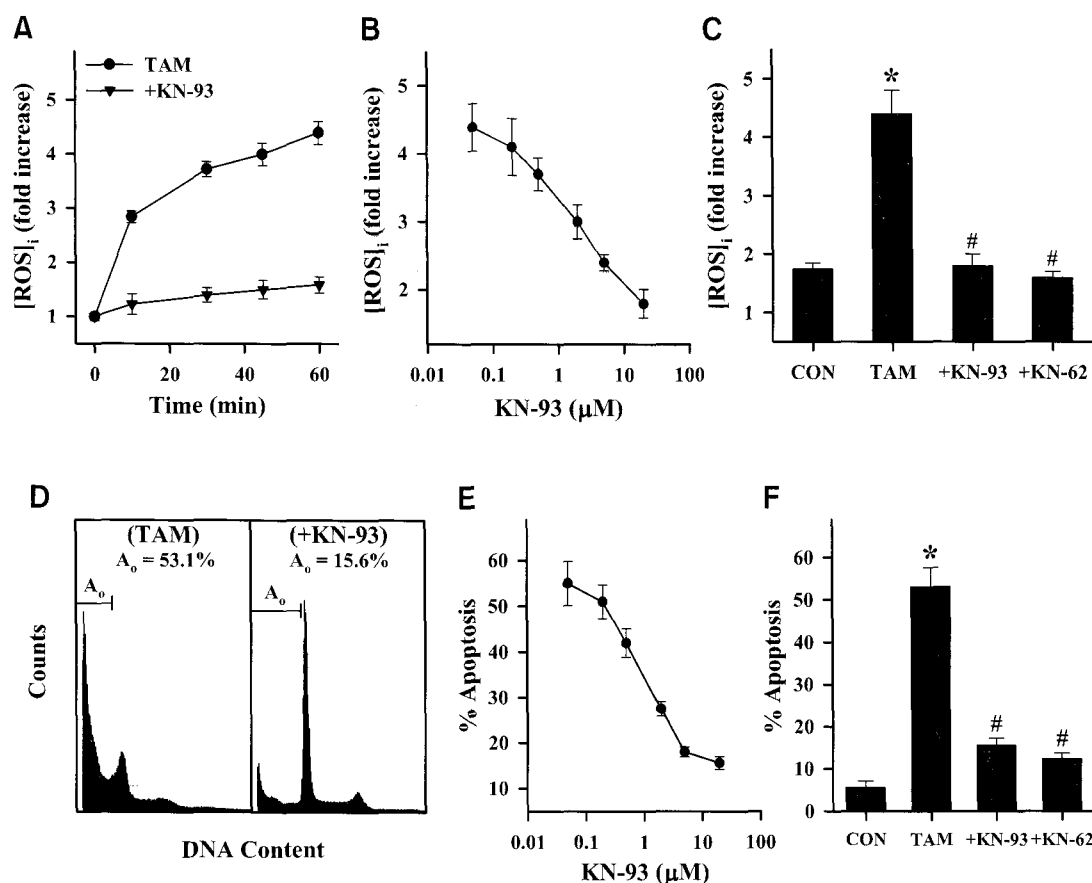 A
TAM
+KN-93
[ROS]i (fold increase)
5
4
3
2
1
0 20 40 60
Time (min)
B
[ROS]i (fold increase)
5
4
3
2
0.01 0.1 1 10 100
KN-93 (μM)
C
[ROS]i (fold increase)
5
4
3
2
1
*
#
#
CON TAM +KN-93 +KN-62
D
(TAM)
Ao = 53.1%
Ao
(+KN-93)
Ao = 15.6%
Ao
Counts
DNA Content
E
% Apoptosis
60
50
40
30
20
10
0.01 0.1 1 10 100
KN-93 (μM)
F
% Apoptosis
60
50
40
30
20
10
0
*
#
#
CON TAM +KN-93 +KN-62